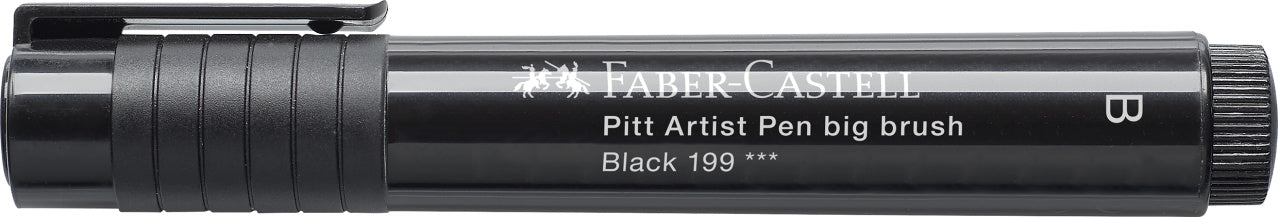 FABER-CASTELL
Pitt Artist Pen big brush
Black 199 ***
B